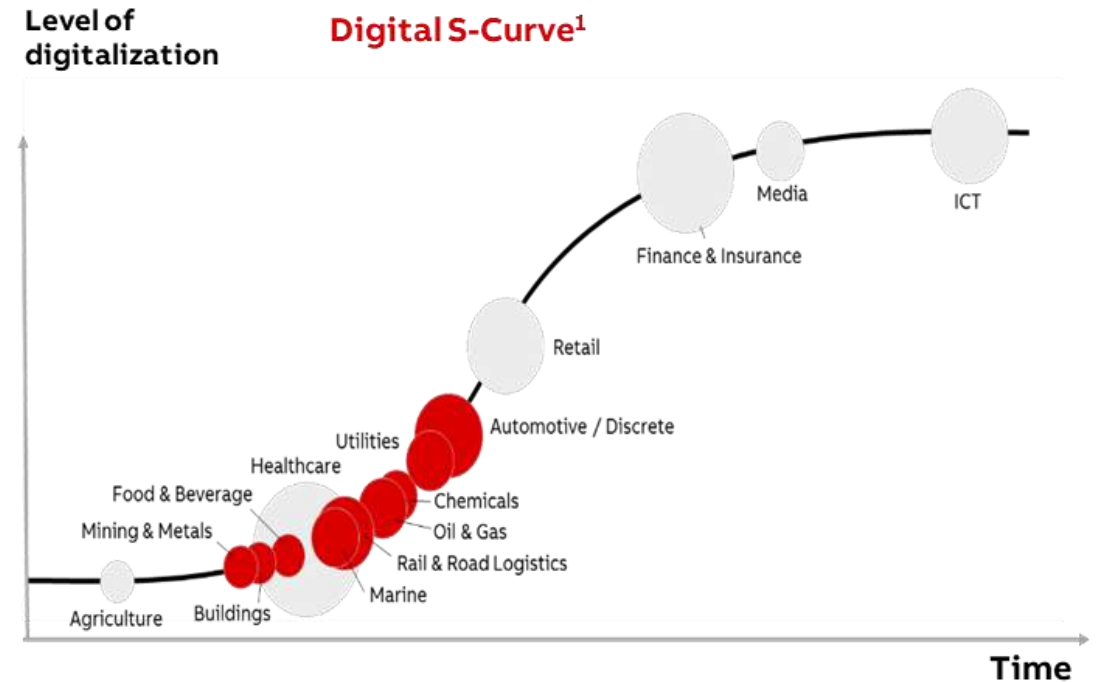 Level of
digitalization
Digital S-Curve¹
Media
ICT
Finance & Insurance
Retail
Automotive / Discrete
Utilities
Healthcare
Food & Beverage
Chemicals
Mining & Metals
Oil & Gas
Rail & Road Logistics
Marine
Buildings
Agriculture
Time